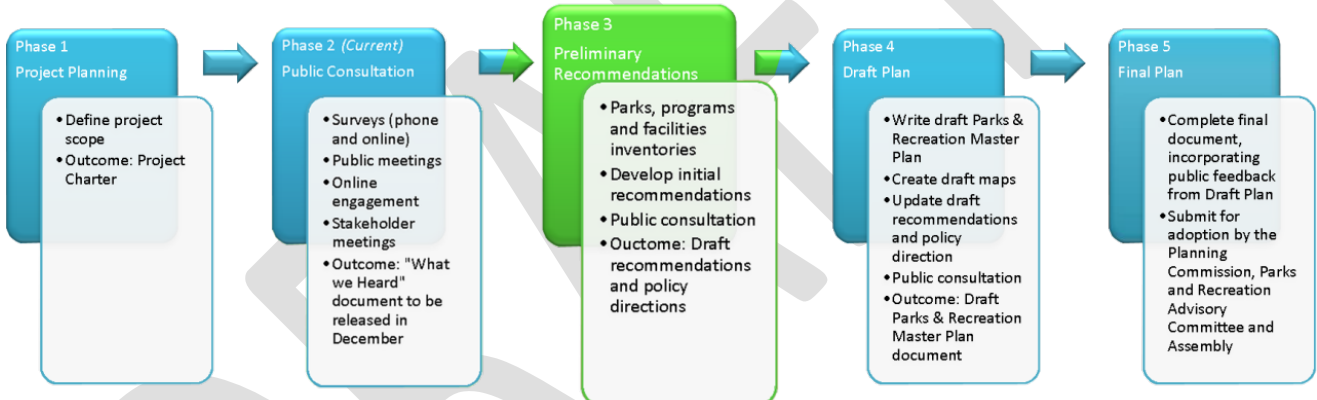 Phase 1
Project Planning
• Define project
scope
• Outcome: Project
Charter
Phase 2 (Current)
Public Consultation
• Surveys (phone
and online)
• Public meetings
• Online
engagement
• Stakeholder
meetings
• Outcome: "What
we Heard"
document to be
released in
December
Phase 3
Preliminary
Recommendations
• Parks, programs
and facilities
inventories
• Develop initial
recommendations
• Public consultation
• Ouctome: Draft
recommendations
and policy
directions
Phase 4
Draft Plan
• Write draft Parks &
Recreation Master
Plan
• Create draft maps
• Update draft
recommendations
and policy
direction
• Public consultation
• Outcome: Draft
Parks & Recreation
Master Plan
document
Phase 5
Final Plan
• Complete final
document,
incorporating
public feedback
from Draft Plan
• Submit for
adoption by the
Planning
Commission, Parks
and Recreation
Advisory
Committee and
Assembly